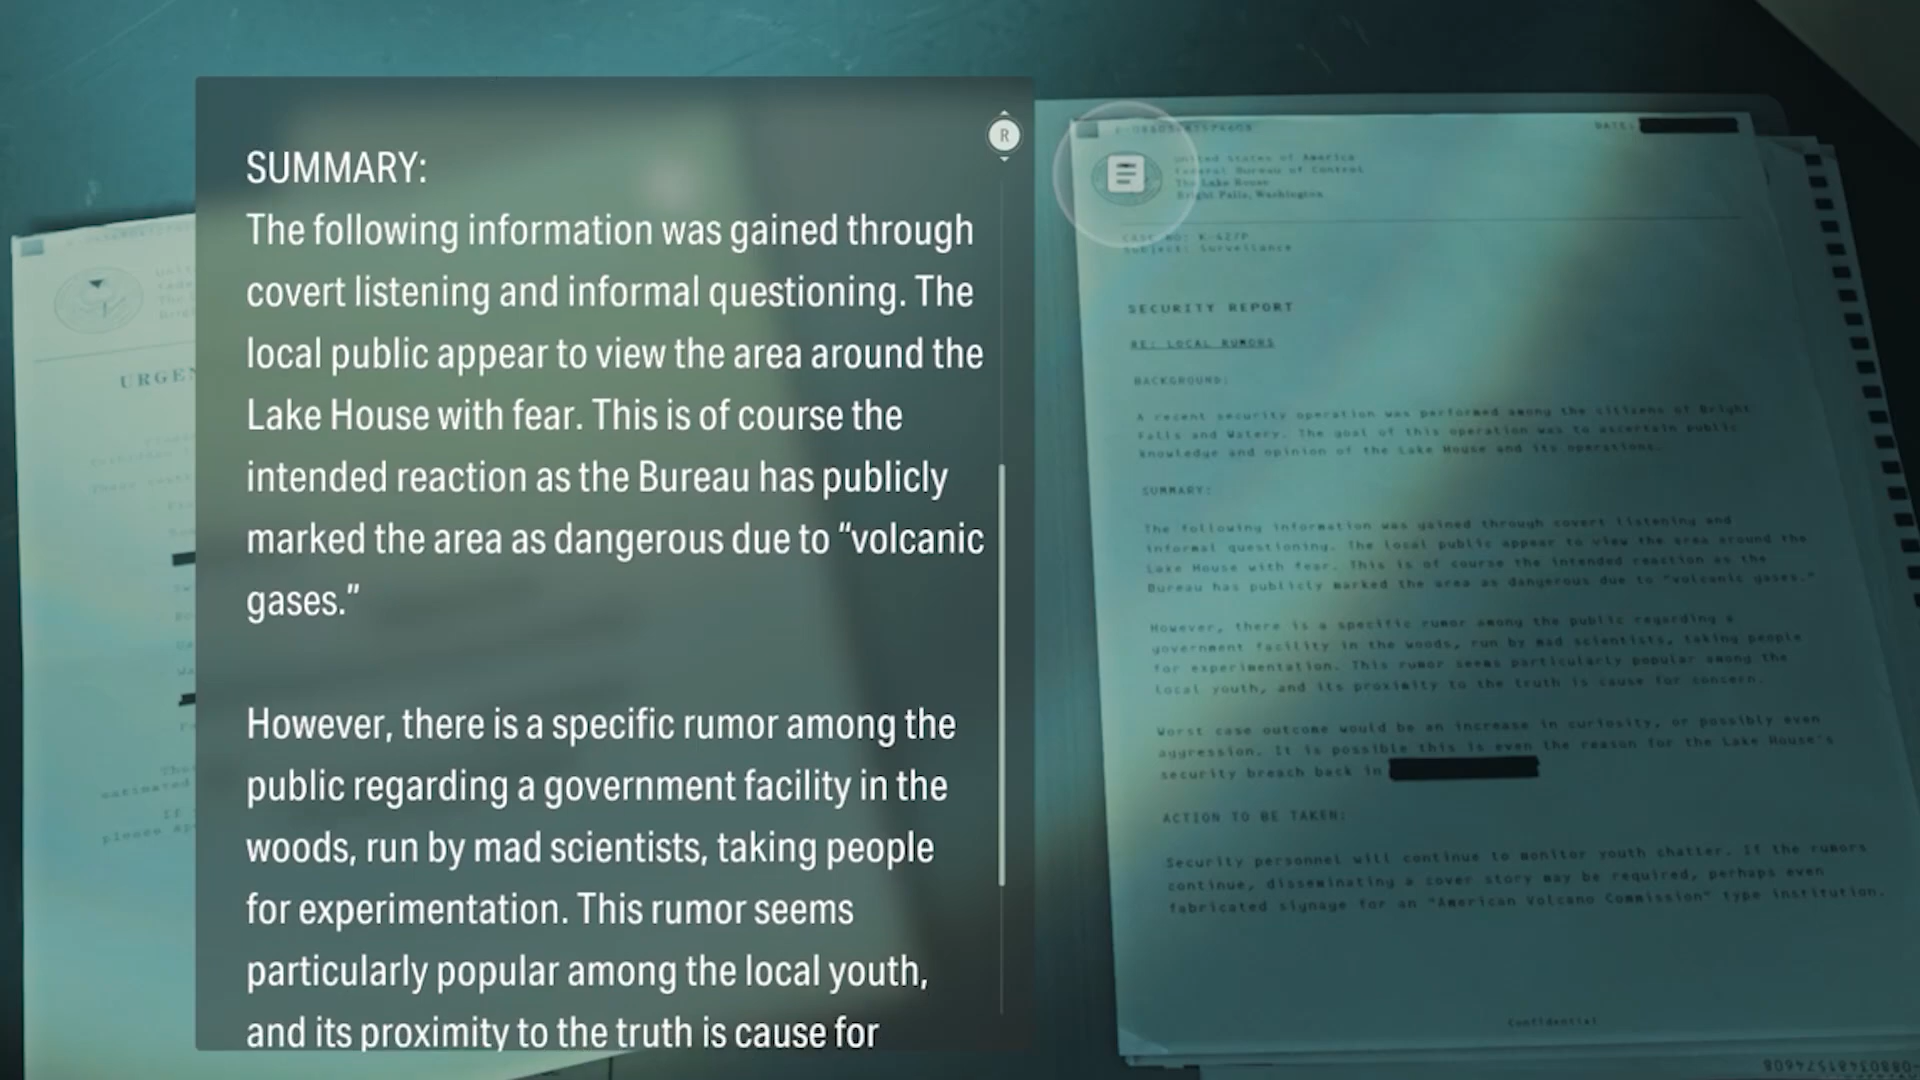 SUMMARY:
The following information was gained through
covert listening and informal questioning. The
local public appear to view the area around the
Lake House with fear. This is of course the
intended reaction as the Bureau has publicly
marked the area as dangerous due to “volcanic
gases.”
However, there is a specific rumor among the
public regarding a government facility in the
woods, run by mad scientists, taking people
for experimentation. This rumor seems
particularly popular among the local youth,
and its proximity to the truth is cause for
R
URGEN
DATE:
United States of America
Federal Bureau of Control
The Lake House
Bright Falls, Washington
Subject: Surveillance
SECURITY REPORT
RE: LOCAL RUMORS
BACKGROUND:
A recent security operation was performed among the citizens of Bright
Falls and Watery. The goal of this operation was to ascertain public
knowledge and opinion of the Lake House and its operations.
SUMMARY:
The following information was gained through covert listening and
informal questioning. The local public appear to view the area around the
Lake House with fear. This is of course the intended reaction as the
Bureau has publicly marked the area as dangerous due to "volcanic gases."
However, there is a specific rumor among the public regarding a
government facility in the woods, run by mad scientists, taking people
for experimentation. This rumor seems particularly popular among the
local youth, and its proximity to the truth is cause for concern.
Worst case outcome would be an increase in curiosity, or possibly even
aggression. It is possible this is even the reason for the Lake House's
security breach back in
ACTION TO BE TAKEN:
Security personnel will continue to monitor youth chatter. If the rumors
continue, disseminating a cover story may be required, perhaps even
fabricated signage for an "American Volcano Commission" type institution.
Confidential